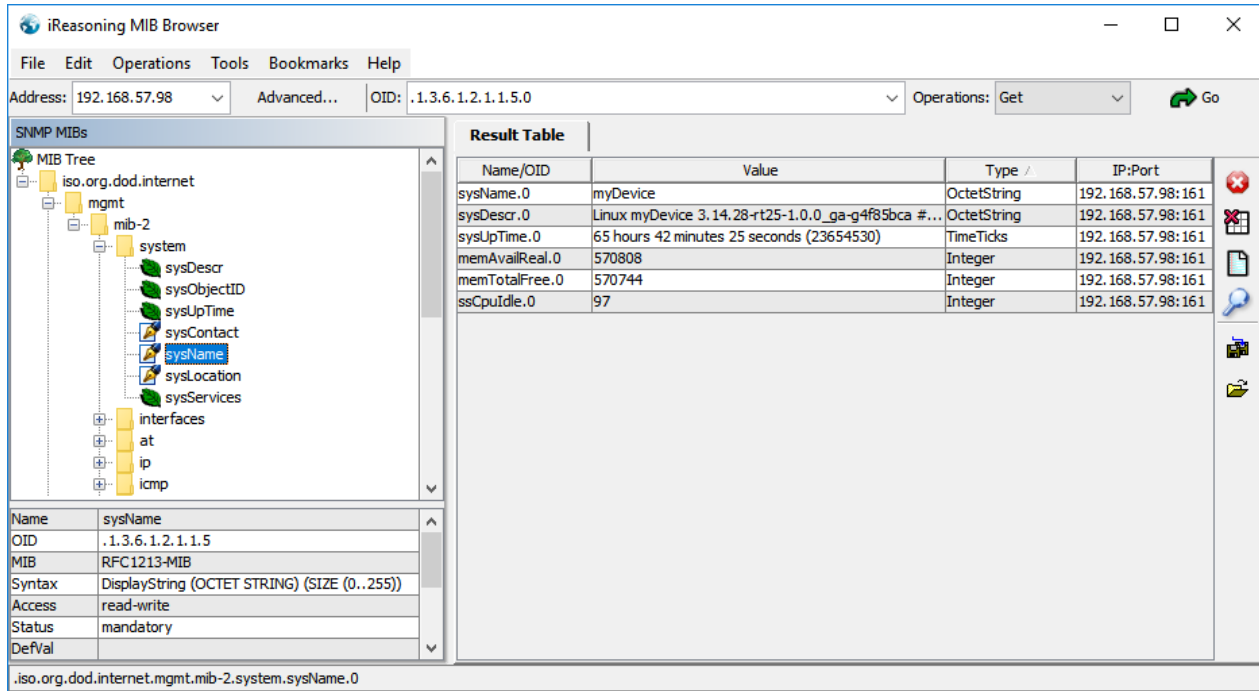 iReasoning MIB Browser
File Edit Operations Tools Bookmarks Help
Address: 192.168.57.98 Advanced... OID: .1.3.6.1.2.1.1.5.0 Operations: Get Go
SNMP MIBs
MIB Tree
iso.org.dod.internet
mgmt
mib-2
system
sysDescr
sysObjectID
sysUpTime
sysContact
sysName
sysLocation
sysServices
interfaces
at
ip
icmp
Name sysName
OID .1.3.6.1.2.1.1.5
MIB RFC1213-MIB
Syntax DisplayString (OCTET STRING) (SIZE (0..255))
Access read-write
Status mandatory
DefVal
Result Table
Name/OID Value Type IP:Port
sysName.0 myDevice OctetString 192.168.57.98:161
sysDescr.0 Linux myDevice 3.14.28-rt25-1.0.0_ga-g4f85bca #... OctetString 192.168.57.98:161
sysUpTime.0 65 hours 42 minutes 25 seconds (23654530) TimeTicks 192.168.57.98:161
memAvailReal.0 570808 Integer 192.168.57.98:161
memTotalFree.0 570744 Integer 192.168.57.98:161
ssCpuIdle.0 97 Integer 192.168.57.98:161
.iso.org.dod.internet.mgmt.mib-2.system.sysName.0